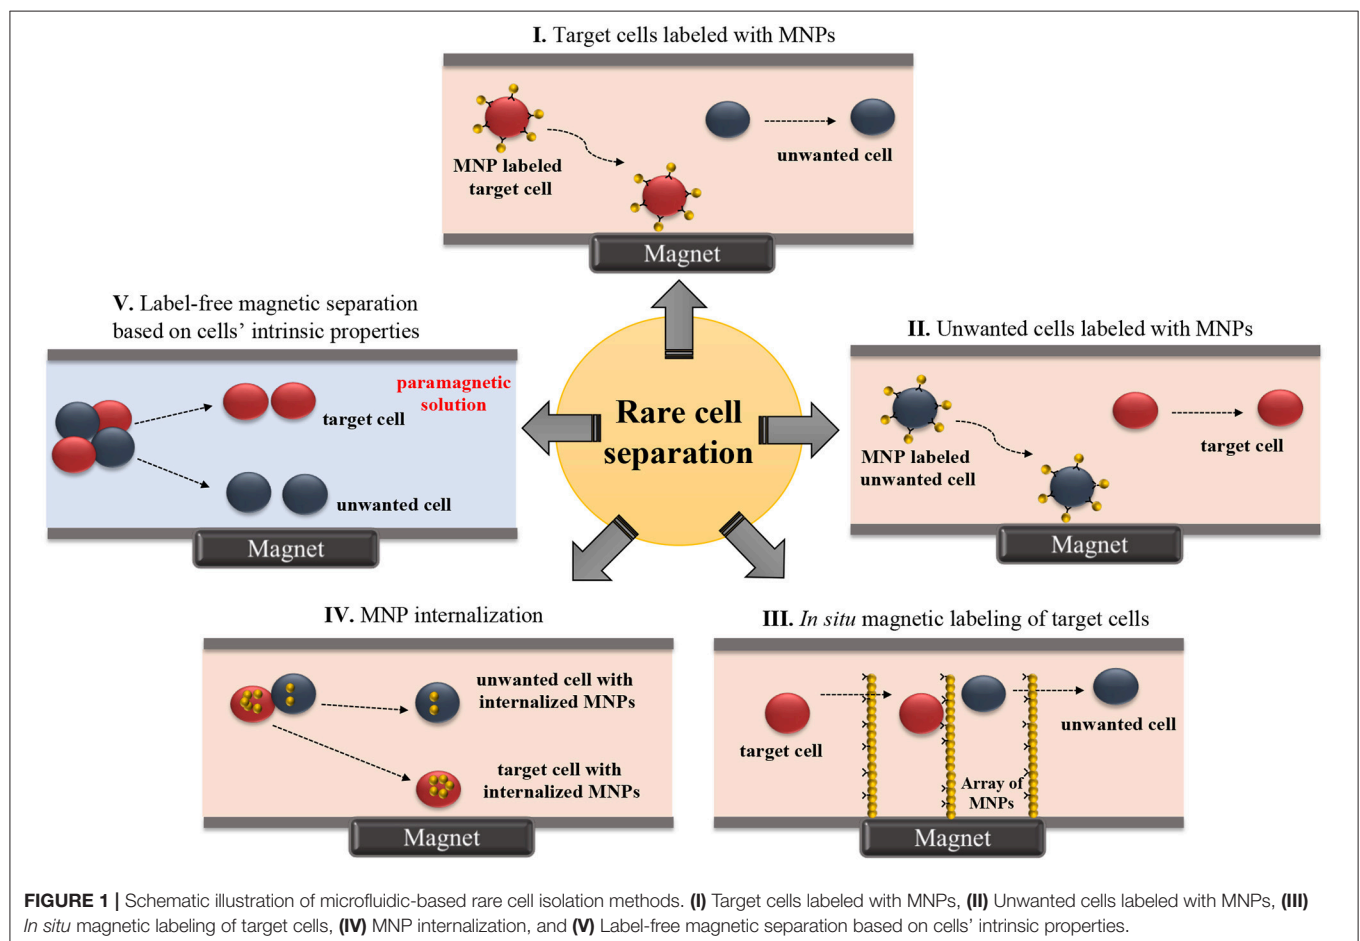 I. Target cells labeled with MNPs
MNP labeled
target cell
unwanted cell
Magnet
V. Label-free magnetic separation
based on cells’ intrinsic properties
paramagnetic
solution
target cell
unwanted cell
Magnet
Rare cell
separation
II. Unwanted cells labeled with MNPs
MNP labeled
unwanted cell
target cell
Magnet
IV. MNP internalization
unwanted cell with
internalized MNPs
target cell with
internalized MNPs
Magnet
III. In situ magnetic labeling of target cells
target cell
unwanted cell
Array of
MNPs
Magnet
FIGURE 1 | Schematic illustration of microfluidic-based rare cell isolation methods. (I) Target cells labeled with MNPs, (II) Unwanted cells labeled with MNPs, (III)
In situ magnetic labeling of target cells, (IV) MNP internalization, and (V) Label-free magnetic separation based on cells’ intrinsic properties.